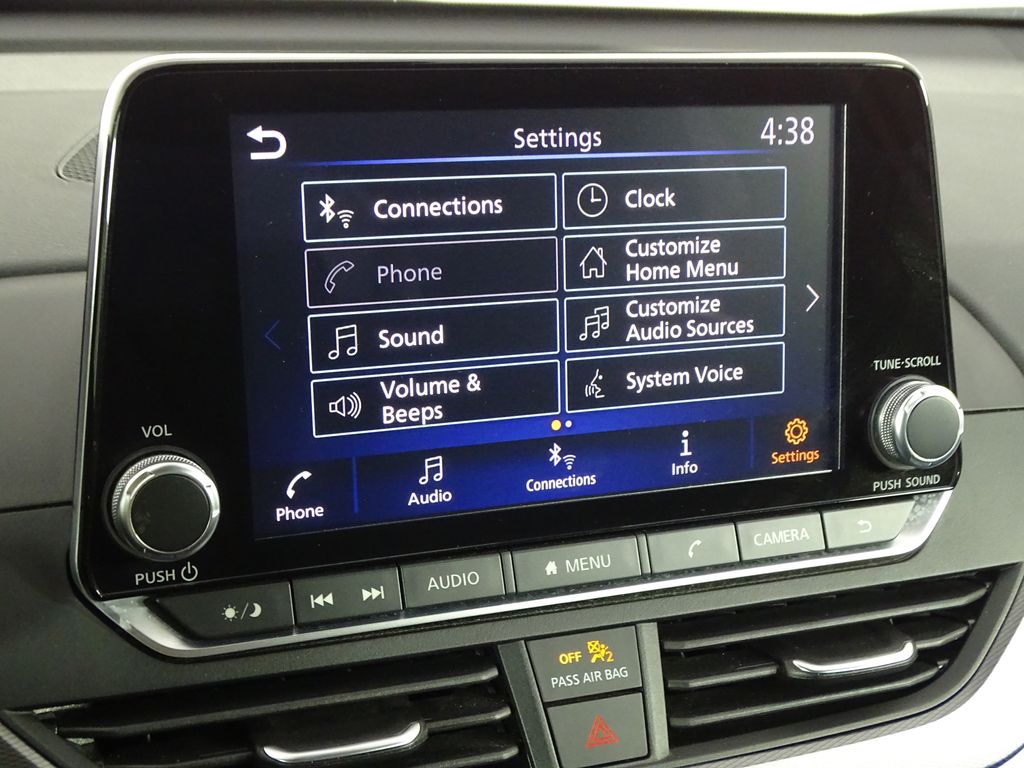 Settings
4:38
Connections
Clock
Phone
Customize
Home Menu
Sound
Customize
Audio Sources
Volume &
Beeps
System Voice
Phone
Audio
Connections
Info
Settings
VOL
PUSH
TUNE·SCROLL
PUSH SOUND
AUDIO
MENU
CAMERA
OFF 2
PASS AIR BAG